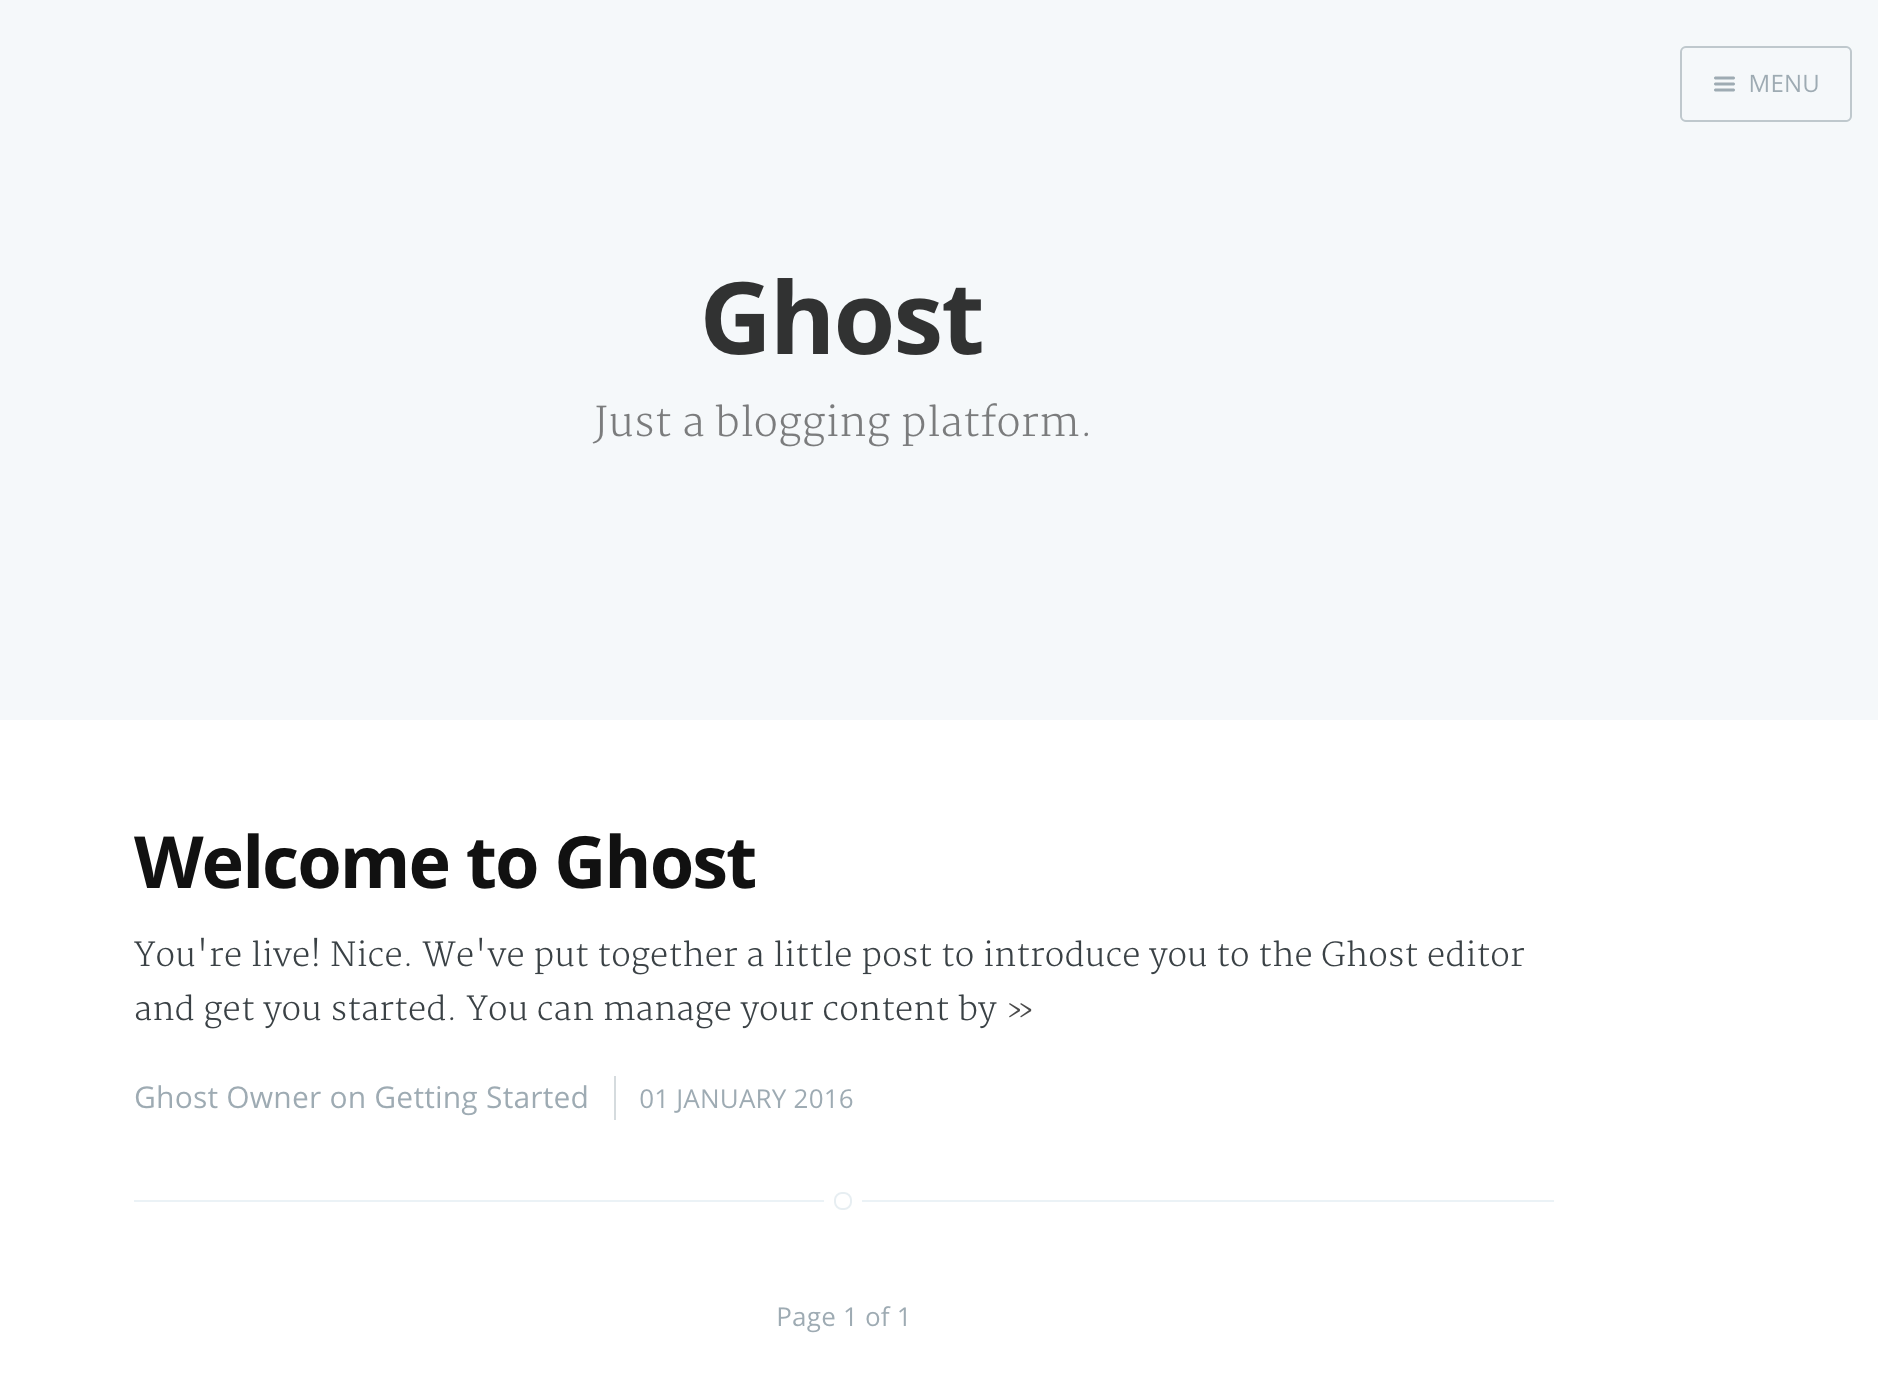 MENU
Ghost
Just a blogging platform.
Welcome to Ghost
You're live! Nice. We've put together a little post to introduce you to the Ghost editor
and get you started. You can manage your content by »
Ghost Owner on Getting Started 01 JANUARY 2016
Page 1 of 1